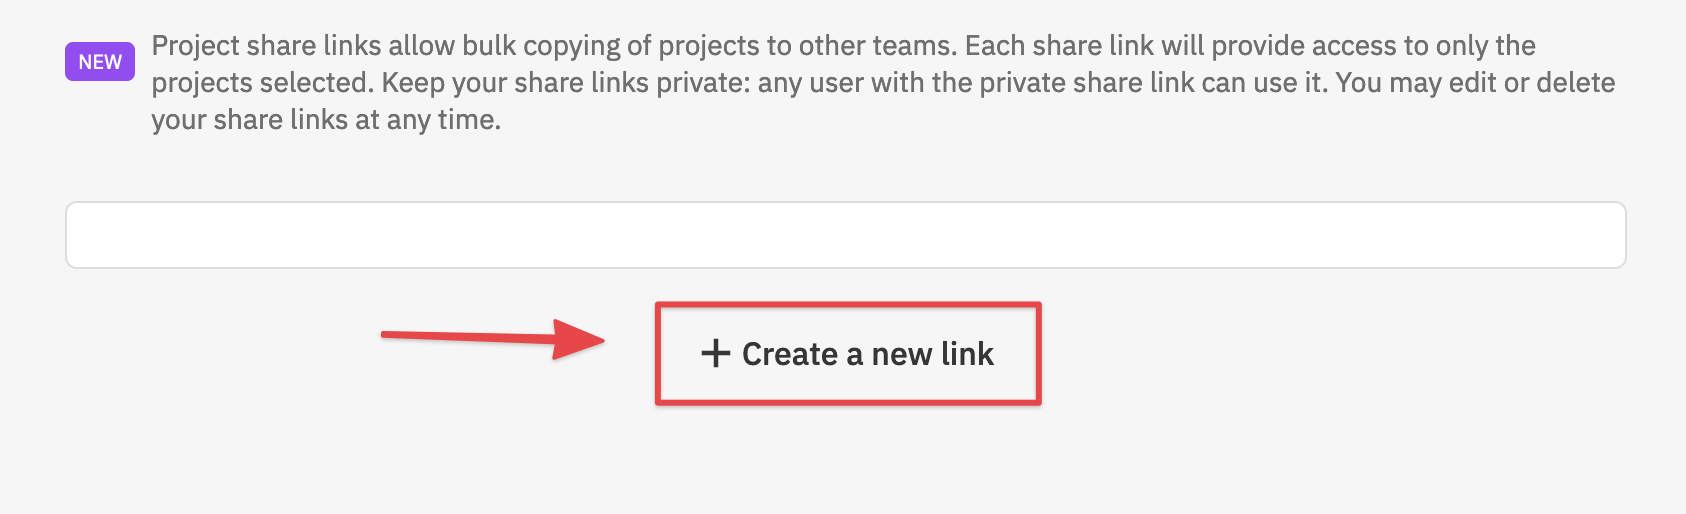 NEW
Project share links allow bulk copying of projects to other teams. Each share link will provide access to only the
projects selected. Keep your share links private: any user with the private share link can use it. You may edit or delete
your share links at any time.
+ Create a new link